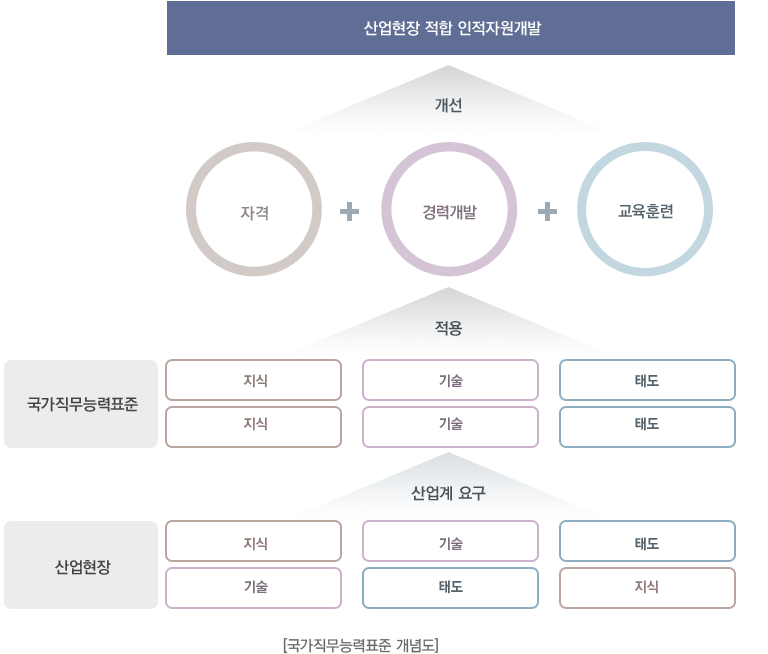 산업현장 적합 인적자원개발
개선
자격
경력개발
교육훈련
적용
국가직무능력표준
지식
기술
태도
지식
기술
태도
산업계 요구
산업현장
지식
기술
태도
기술
태도
지식
[국가직무능력표준 개념도]